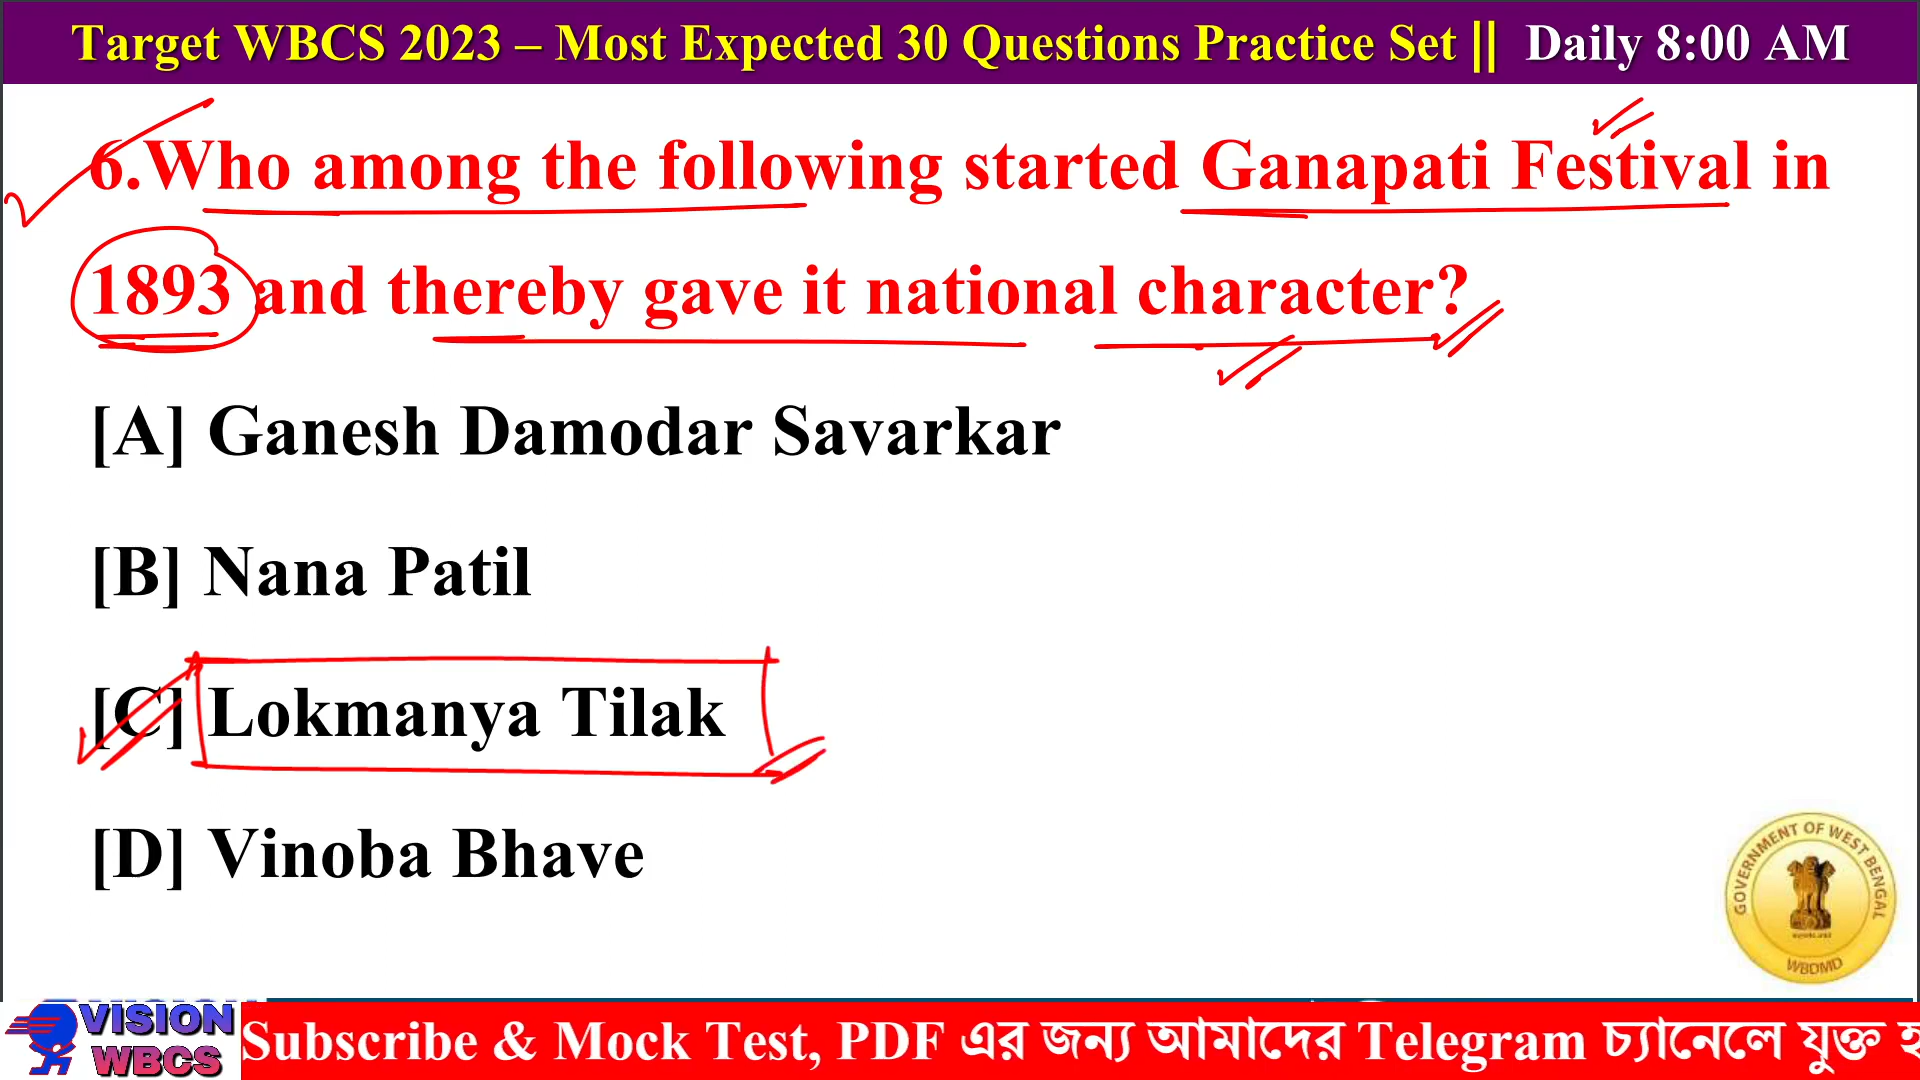 Target WBCS 2023 – Most Expected 30 Questions Practice Set || Daily 8:00 AM
6.Who among the following started Ganapati Festival in
1893 and thereby gave it national character?
[A] Ganesh Damodar Savarkar
[B] Nana Patil
[C] Lokmanya Tilak
[D] Vinoba Bhave
GOVERNMENT OF WEST BENGAL
WBDMD
VISION
WBCS
Subscribe & Mock Test, PDF এর জন্য আমাদের Telegram চ্যানেলে যুক্ত